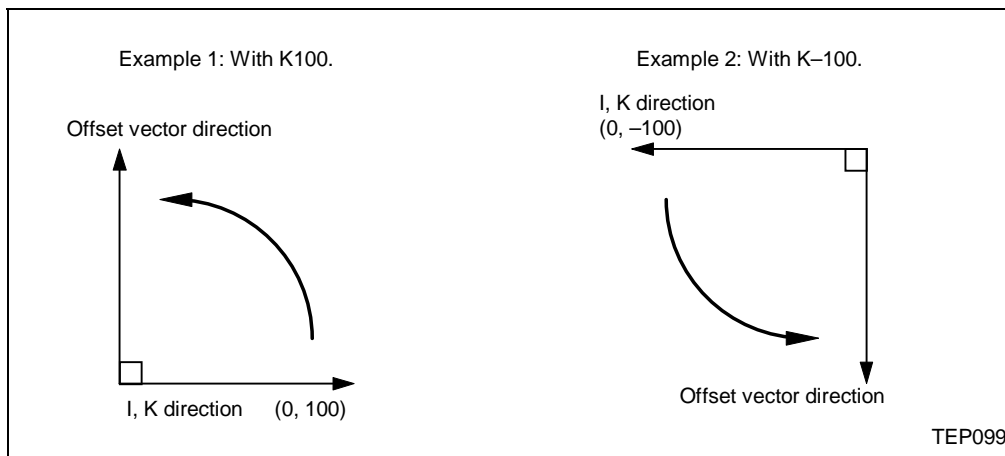 Example 1: With K100.
Offset vector direction
I, K direction (0, 100)
Example 2: With K–100.
I, K direction
(0, –100)
Offset vector direction
TEP099